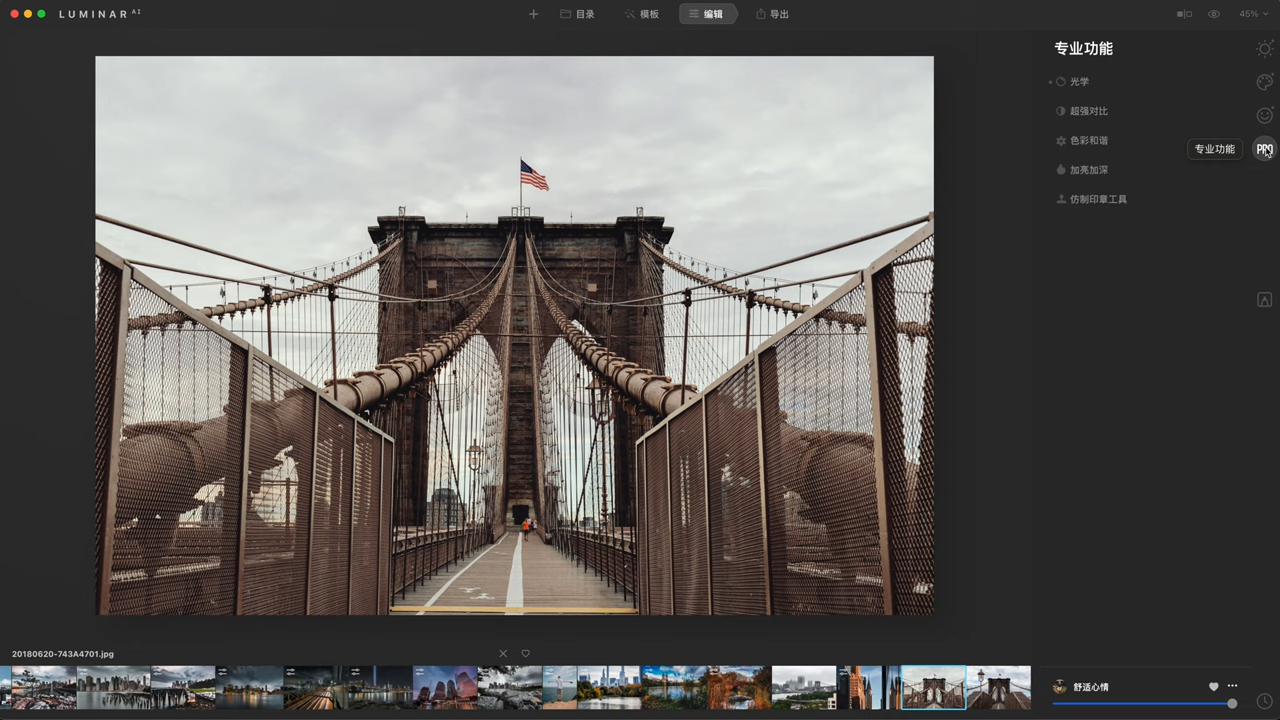 LUMINAR AI
目录
模板
编辑
导出
45%
专业功能
光学
超强对比
色彩和谐
专业功能
PRO
加亮加深
仿制印章工具
20180620-743A4701.jpg
舒适心情